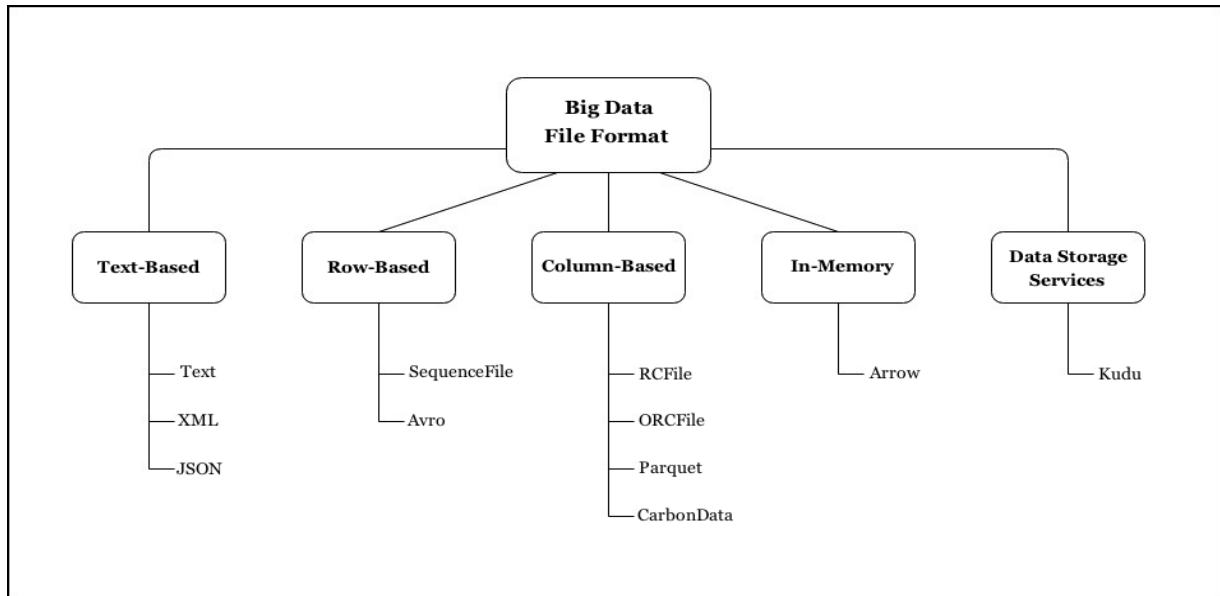 Big Data
File Format
Text-Based
Row-Based
Column-Based
In-Memory
Data Storage
Services
Text
XML
JSON
SequenceFile
Avro
RCFile
ORCFile
Parquet
CarbonData
Arrow
Kudu